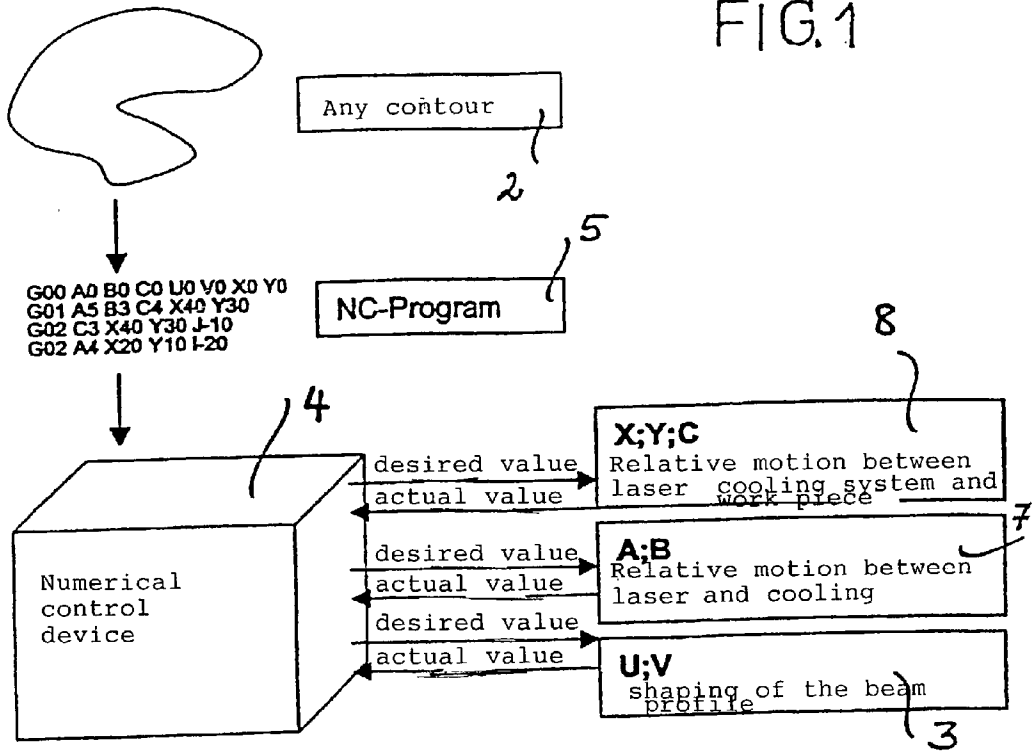 FIG.1
Any contour
2
5
G00 A0 B0 C0 U0 V0 X0 Y0
G01 A5 B3 C4 X40 Y30
G02 C3 X40 Y30 J-10
G02 A4 X20 Y10 I-20
NC-Program
8
4
X;Y;C
Relative motion between
laser cooling system and
work piece
desired value
actual value
7
A;B
Relative motion between
laser and cooling
desired value
actual value
Numerical
control
device
desired value
actual value
U;V
shaping of the beam
profile
3